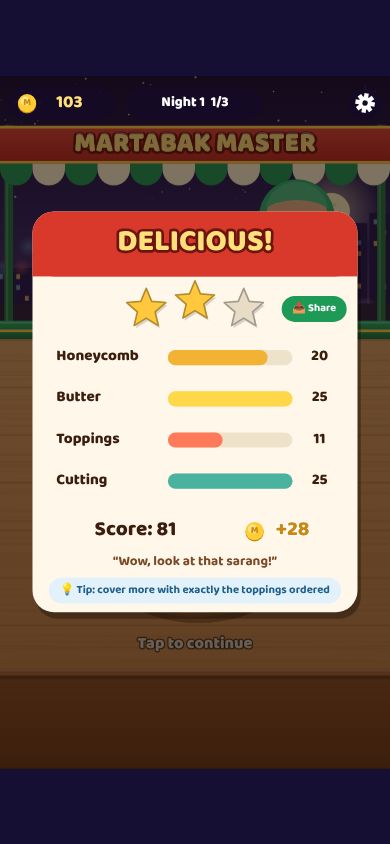 M 103
Night 1 1/3
MARTABAK MASTER
DELICIOUS!
Share
Honeycomb 20
Butter 25
Toppings 11
Cutting 25
Score: 81 M +28
“Wow, look at that sarang!”
Tip: cover more with exactly the toppings ordered
Tap to continue